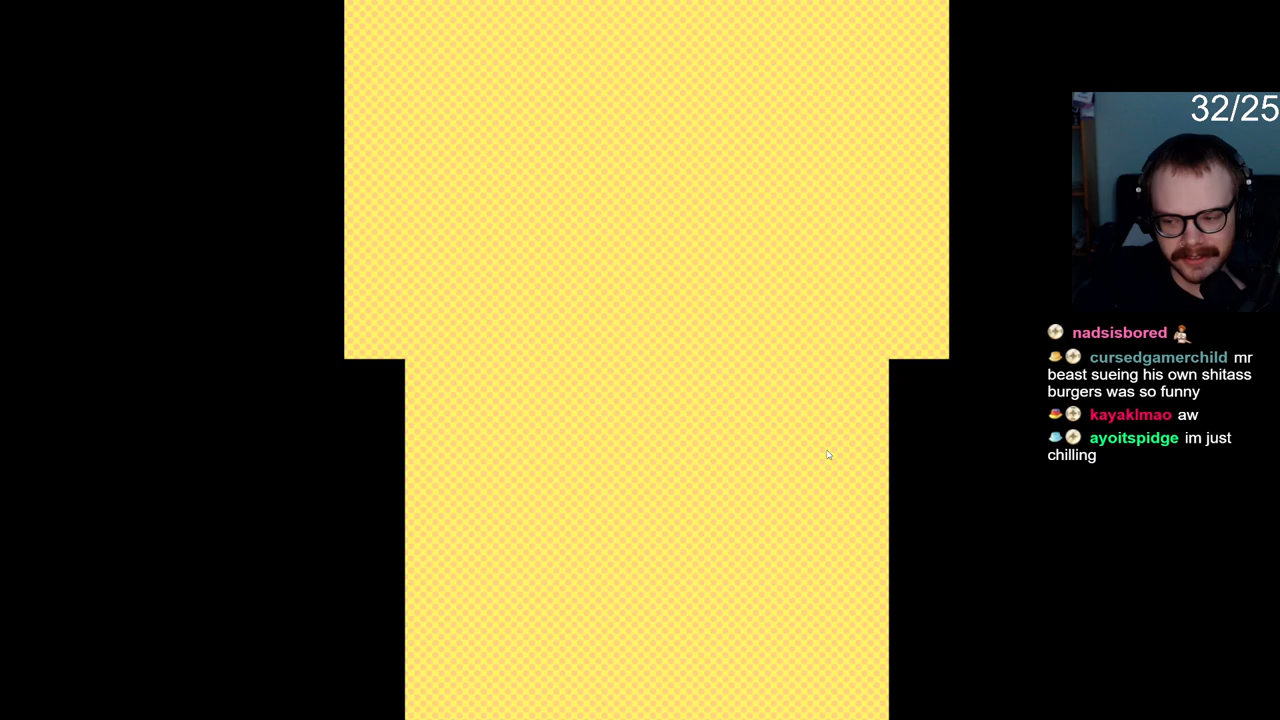 32/25
nadsisbored
cursedgamerchild mr
beast sueing his own shitass
burgers was so funny
kayaklmao aw
ayoitspidge im just
chilling